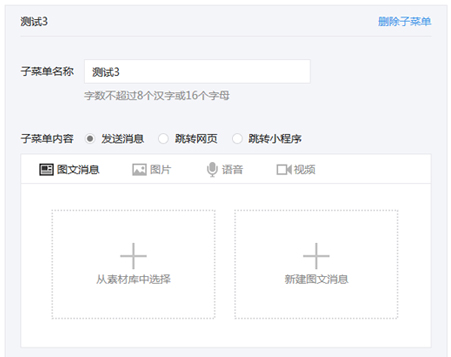 测试3 删除子菜单
子菜单名称 测试3
字数不超过8个汉字或16个字母
子菜单内容 发送消息 跳转网页 跳转小程序
图文消息 图片 语音 视频
从素材库中选择 新建图文消息